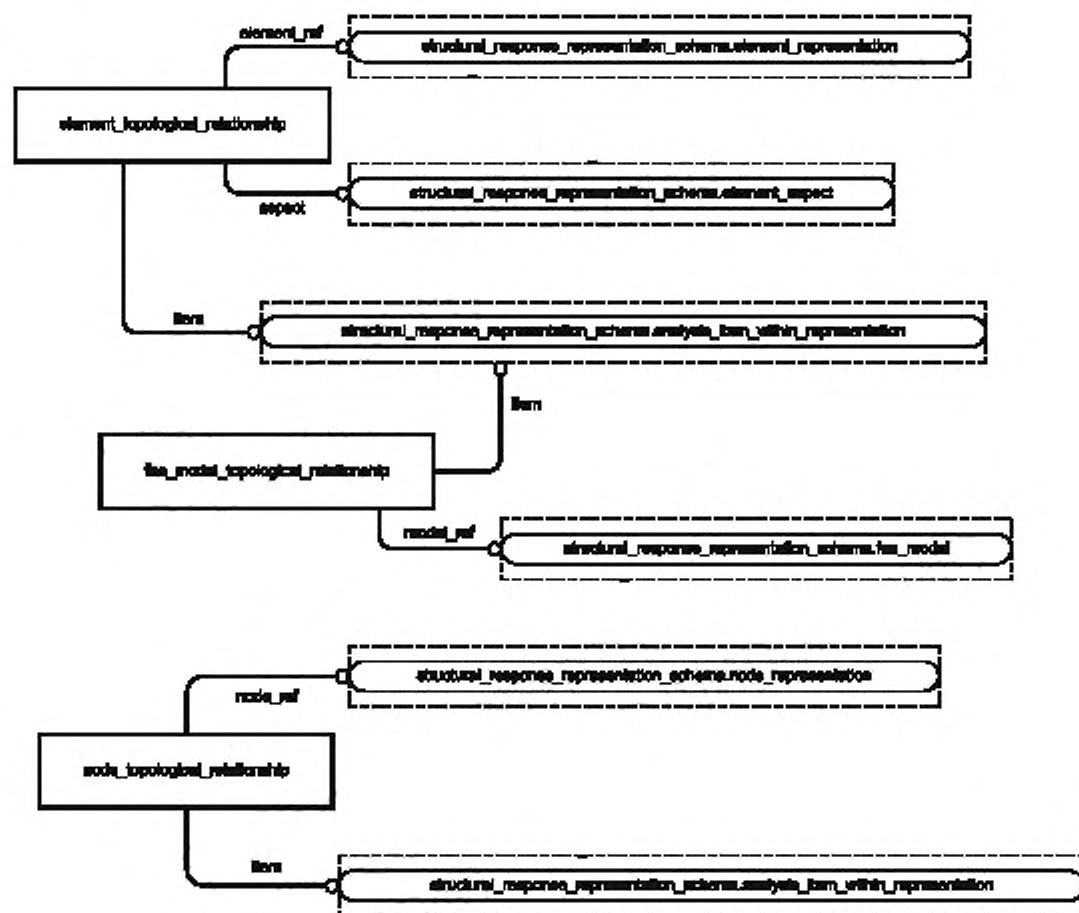 element_ref
structural_response_representation_schema.element_representation
element_topological_relationship
structural_response_representation_schema.element_aspect
aspect
item
structural_response_representation_schema.analysis_item_within_representation
item
fea_model_topological_relationship
model_ref
structural_response_representation_schema.fea_model
structural_response_representation_schema.node_representation
node_ref
node_topological_relationship
item
structural_response_representation_schema.analysis_item_within_representation